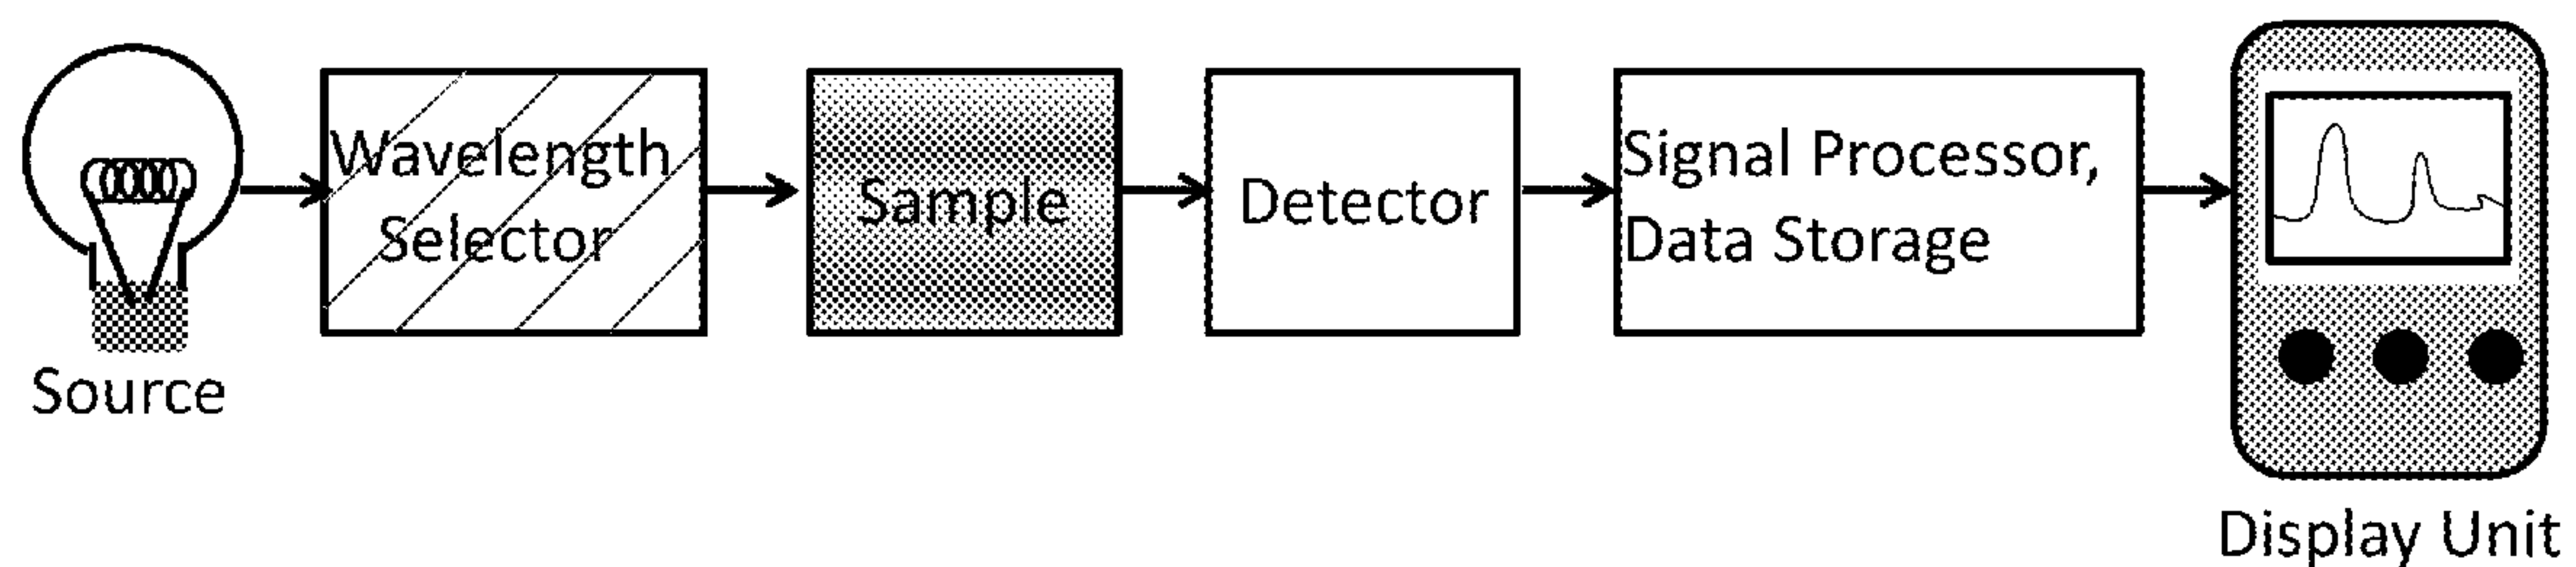 Source
Wavelength
Selector
Sample
Detector
Signal Processor,
Data Storage
Display Unit